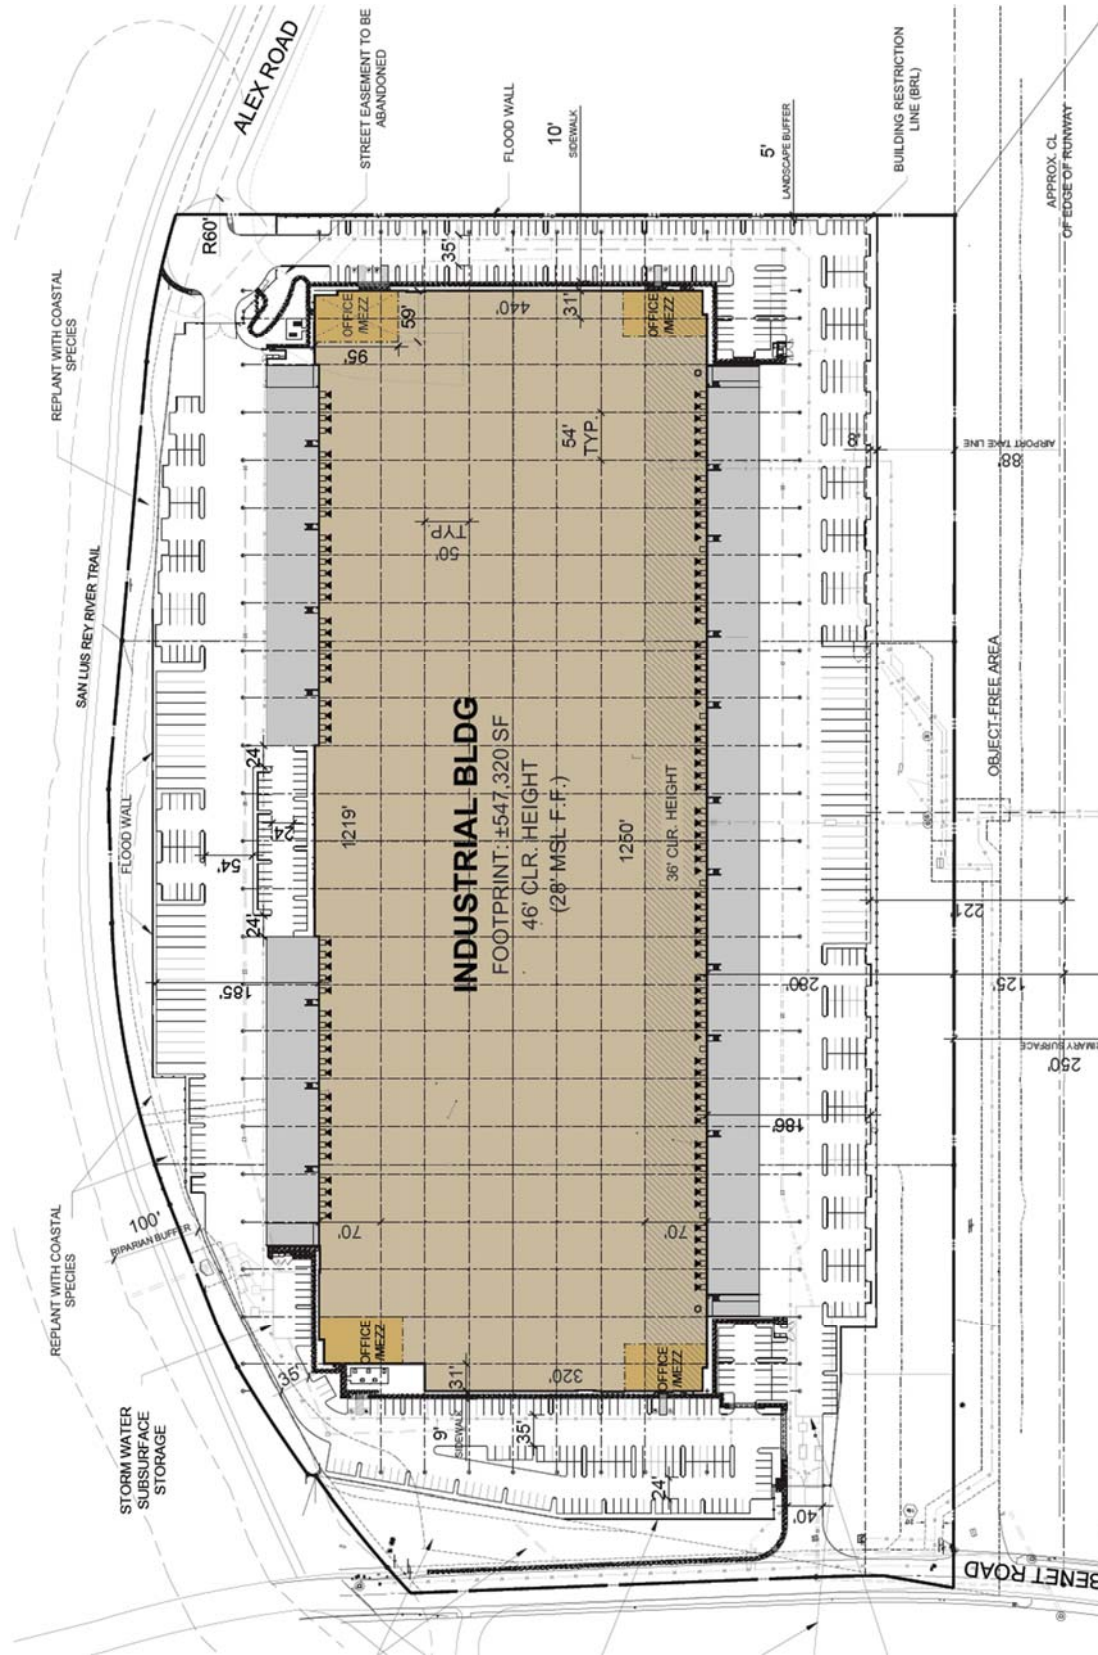 ALEX ROAD
STREET EASEMENT TO BE
ABANDONED
FLOOD WALL
10'
SIDEWALK
5'
LANDSCAPE BUFFER
BUILDING RESTRICTION
LINE (BRL)
APPROX. CL
OF EDGE OF RUNWAY
R60'
35'
REPLANT WITH COASTAL
SPECIES
OFFICE
/MEZZ
59'
95'
440'
31'
OFFICE
/MEZZ
54'
TYP.
50'
TYP.
8'
AIRPORT TAKE LINE
88'
SAN LUIS REY RIVER TRAIL
FLOOD WALL
24'
24'
54'
24'
1219'
INDUSTRIAL BLDG
FOOTPRINT: ±547,320 SF
46' CLR. HEIGHT
(28' MSL F.F.)
1250'
36' CLR. HEIGHT
OBJECT-FREE AREA
221'
185'
280'
125'
186'
250'
REPLANT WITH COASTAL
SPECIES
100'
RIPARIAN BUFFER
70'
70'
OFFICE
/MEZZ
31'
320'
OFFICE
/MEZZ
35'
9'
SIDEWALK
35'
24'
40'
STORM WATER
SUBSURFACE
STORAGE
BENET ROAD